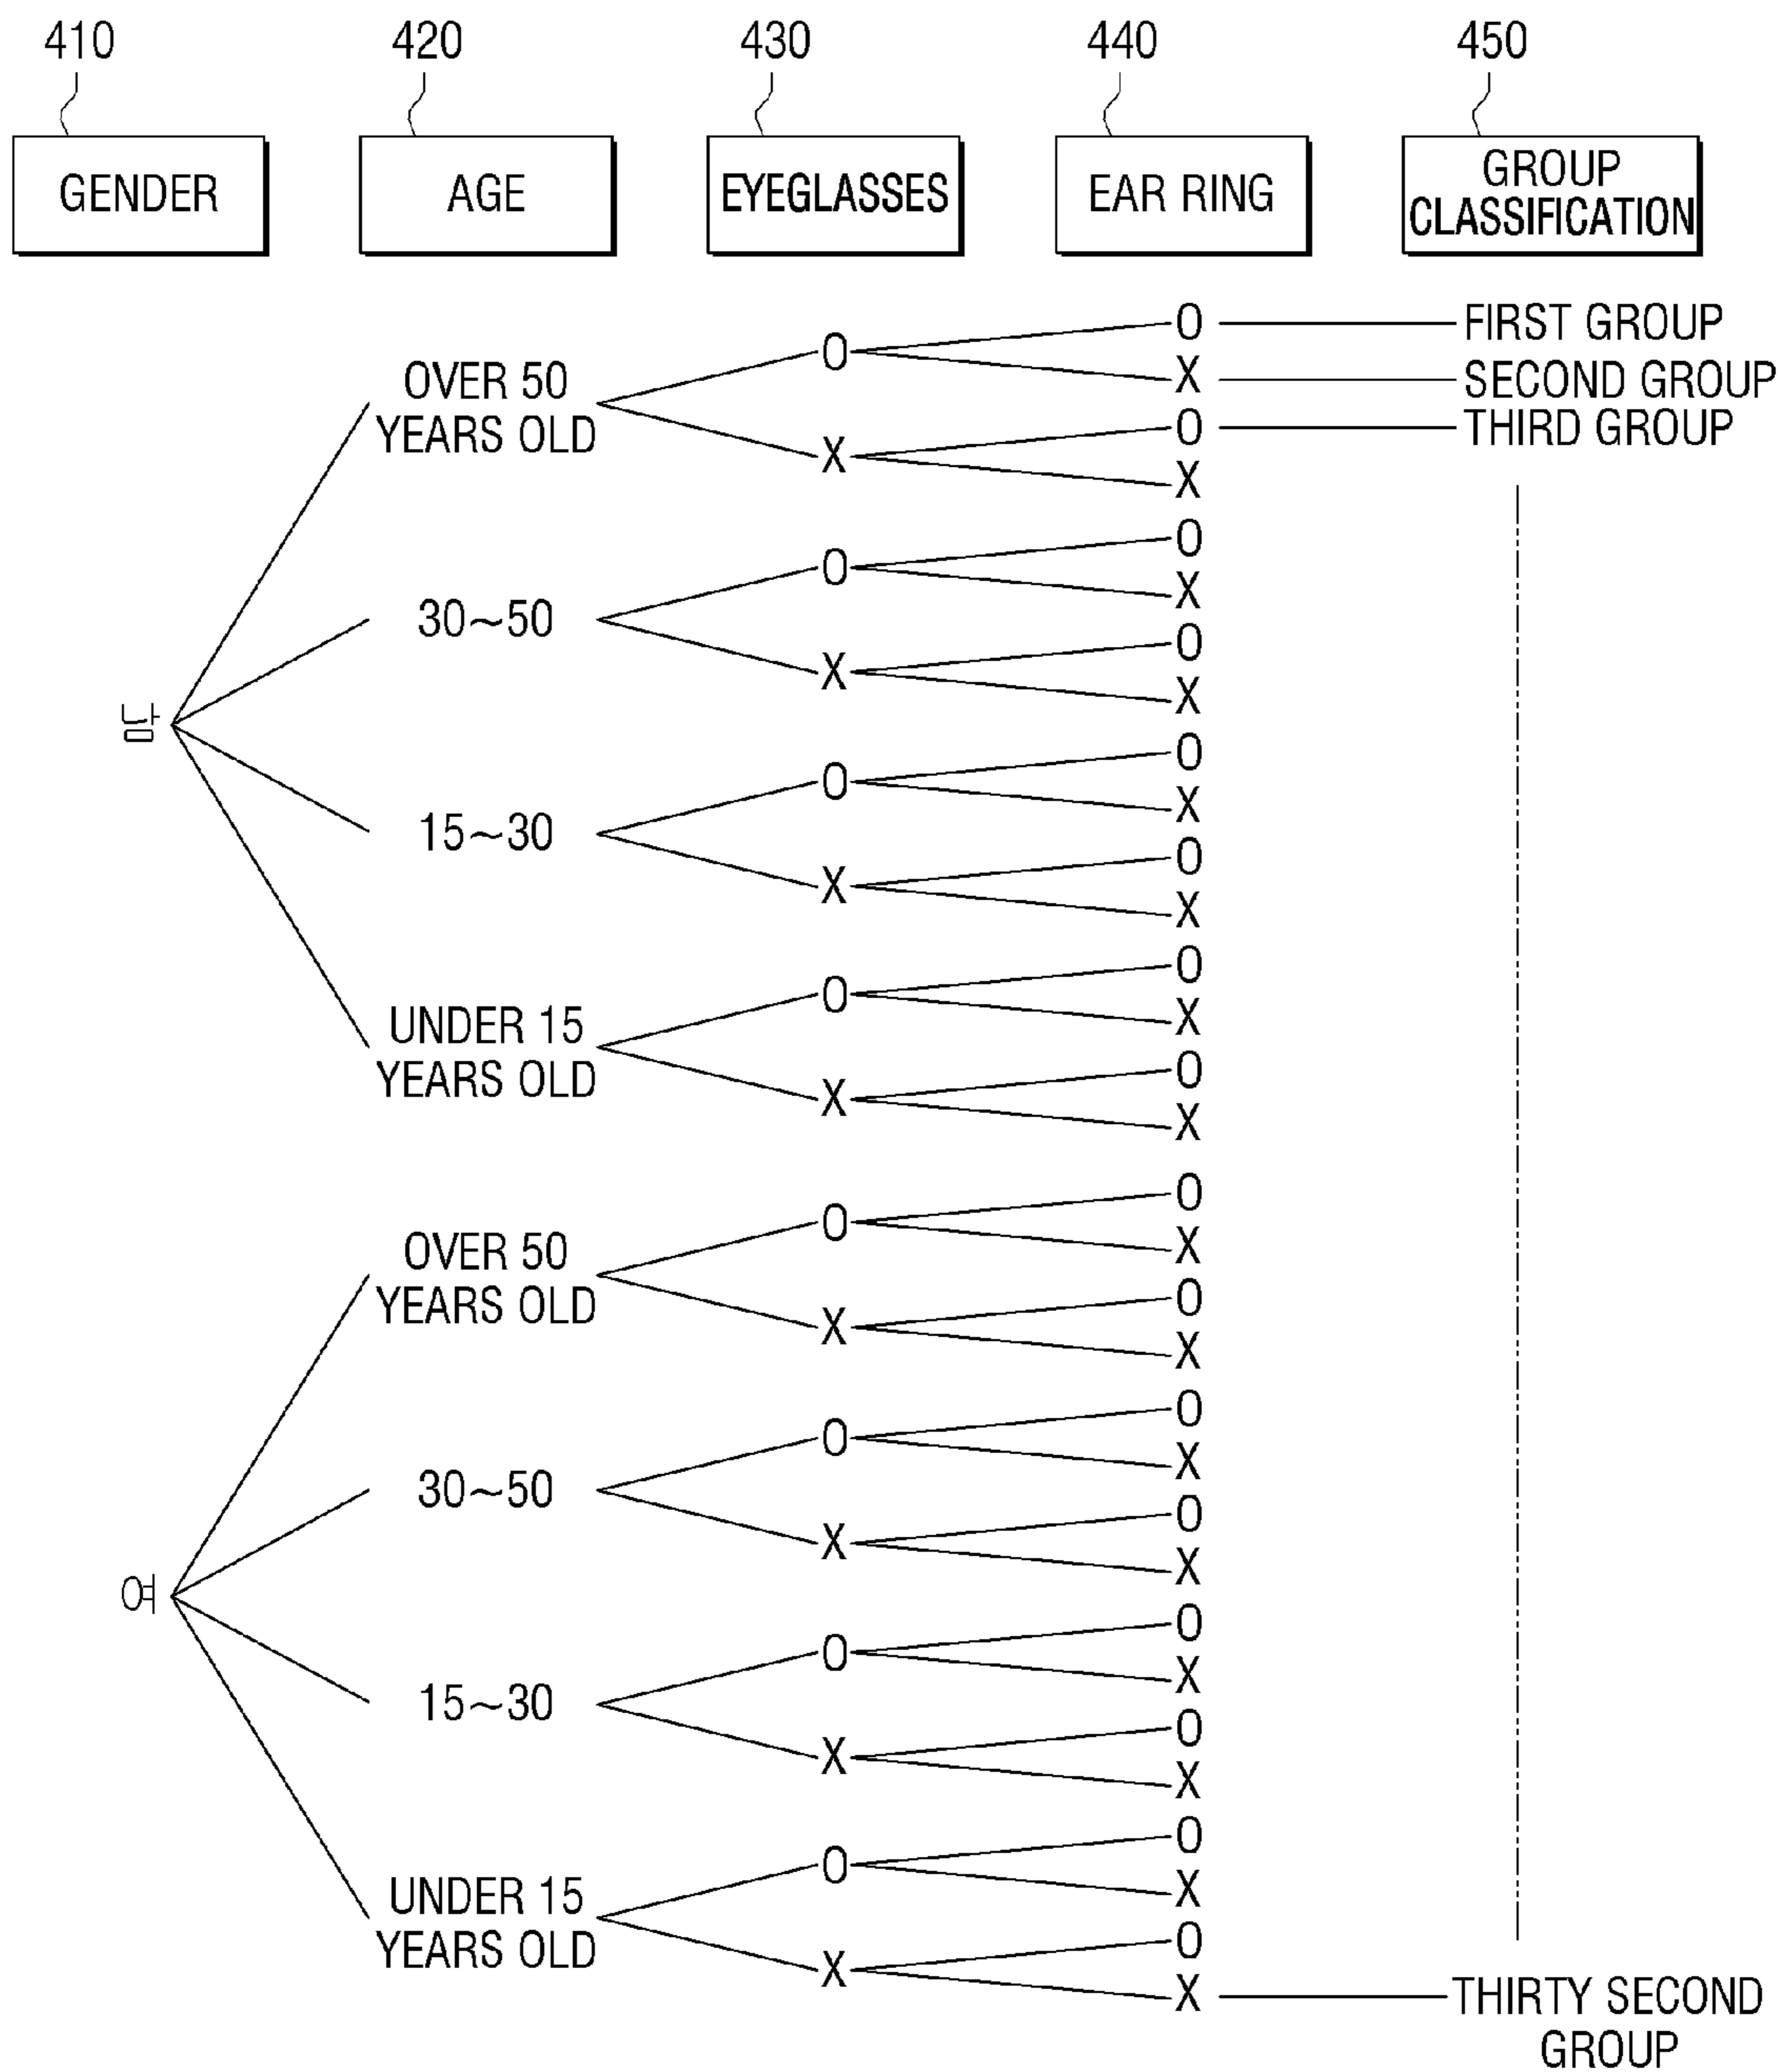 410 420 430 440 450
GENDER AGE EYEGLASSES EAR RING GROUP
CLASSIFICATION
O FIRST GROUP
O
OVER 50 X SECOND GROUP
YEARS OLD O THIRD GROUP
X
X
O
O
X
30~50
O
X
X
남
O
O
X
15~30
O
X
X
O
O
UNDER 15 X
YEARS OLD O
X
X
O
O
OVER 50 X
YEARS OLD O
X
X
O
O
X
30~50
O
X
X
여
O
O
X
15~30
O
X
X
O
O
UNDER 15 X
YEARS OLD O
X
X THIRTY SECOND
GROUP